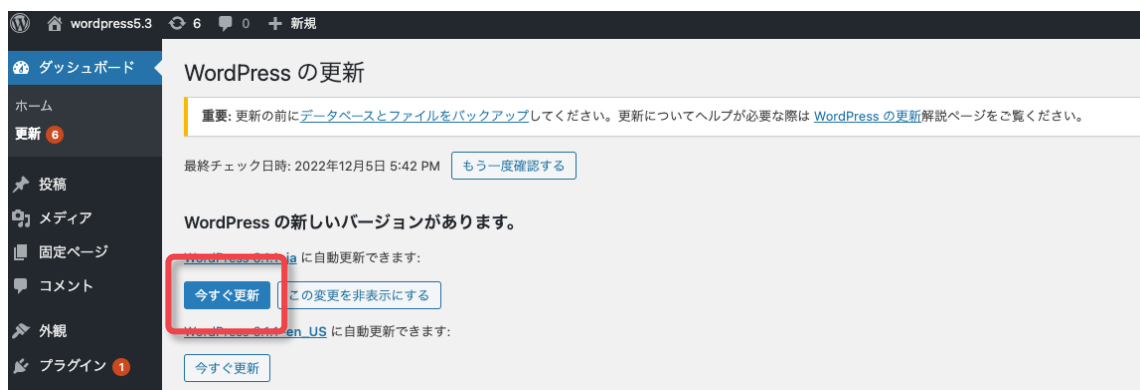 wordpress5.3 6 0 + 新規
ダッシュボード
ホーム
更新 6
投稿
メディア
固定ページ
コメント
外観
プラグイン 1
WordPress の更新
重要: 更新の前にデータベースとファイルをバックアップしてください。更新についてヘルプが必要な際は WordPress の更新解説ページをご覧ください。
最終チェック日時: 2022年12月5日 5:42 PM もう一度確認する
WordPress の新しいバージョンがあります。
WordPress 6.1.1-ja に自動更新できます:
今すぐ更新 この変更を非表示にする
WordPress 6.1.1-en_US に自動更新できます:
今すぐ更新